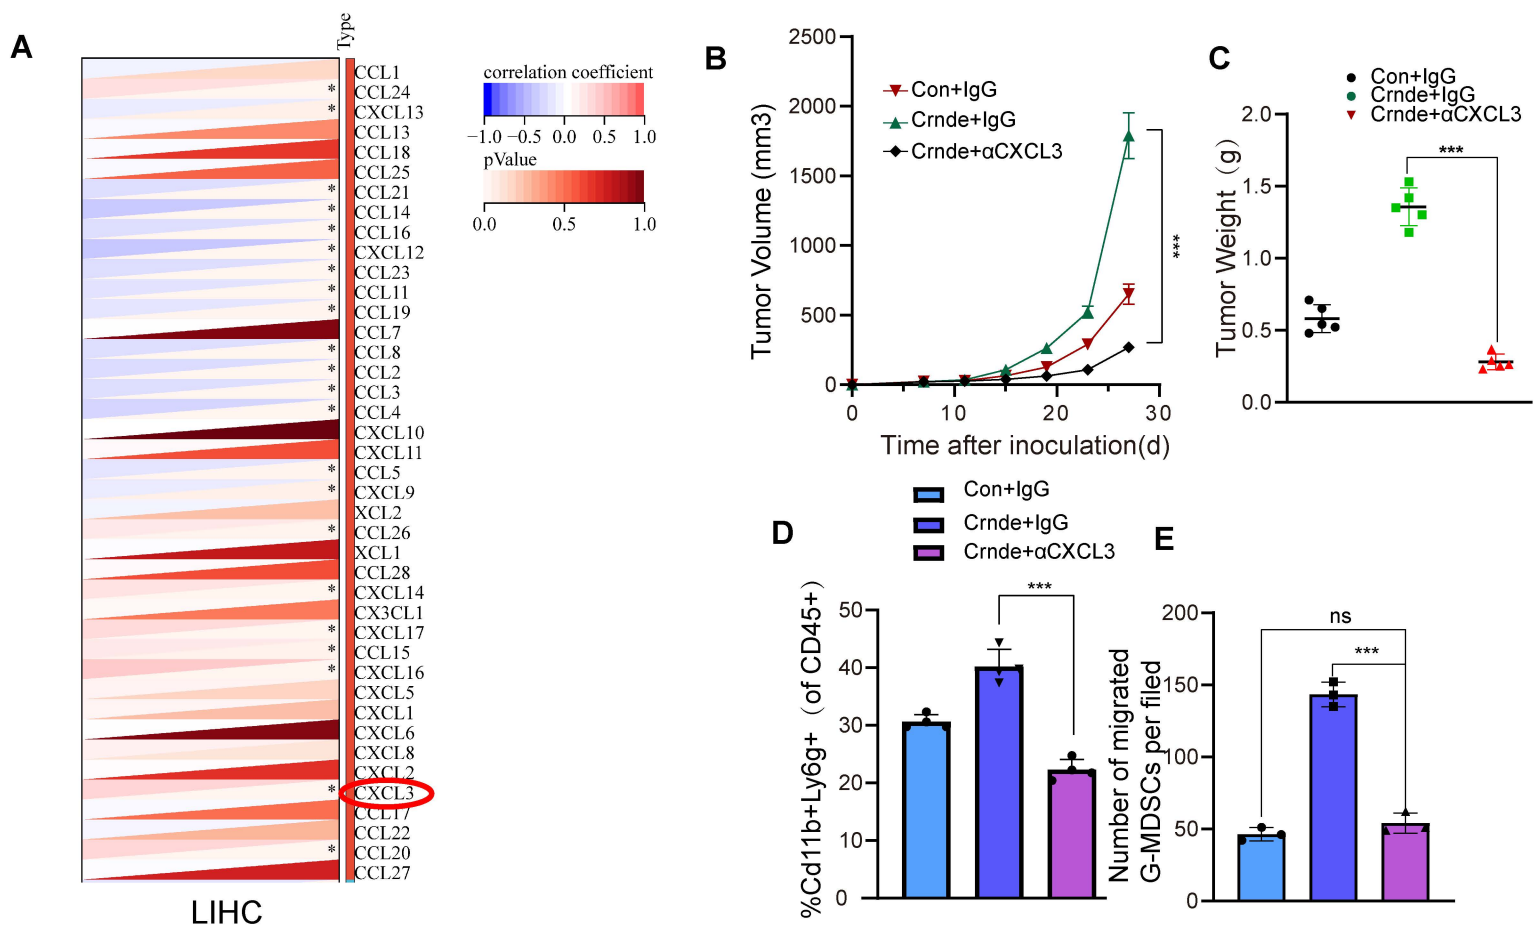 A
Type
CCL1
* CCL24
* CXCL13
CCL13
CCL18
CCL25
* CCL21
* CCL14
* CCL16
* CXCL12
* CCL23
* CCL11
* CCL19
CCL7
* CCL8
* CCL2
* CCL3
* CCL4
CXCL10
CXCL11
* CCL5
* CXCL9
XCL2
* CCL26
XCL1
CCL28
* CXCL14
CX3CL1
* CXCL17
* CCL15
* CXCL16
CXCL5
CXCL1
CXCL6
CXCL8
CXCL2
* CXCL3
CCL17
CCL22
* CCL20
CCL27
LIHC
correlation coefficient
−1.0 −0.5 0.0 0.5 1.0
pValue
0.0 0.5 1.0
B
Tumor Volume (mm3)
2500
2000
1500
1000
500
0
0 10 20 30
Time after inoculation(d)
Con+IgG
Crnde+IgG
Crnde+αCXCL3
***
C
Con+IgG
Crnde+IgG
Crnde+αCXCL3
Tumor Weight（g）
2.0
1.5
1.0
0.5
0.0
***
Con+IgG
Crnde+IgG
Crnde+αCXCL3
D
%Cd11b+Ly6g+（of CD45+）
50
40
30
20
10
0
***
E
Number of migrated
G-MDSCs per filed
200
150
100
50
0
ns
***